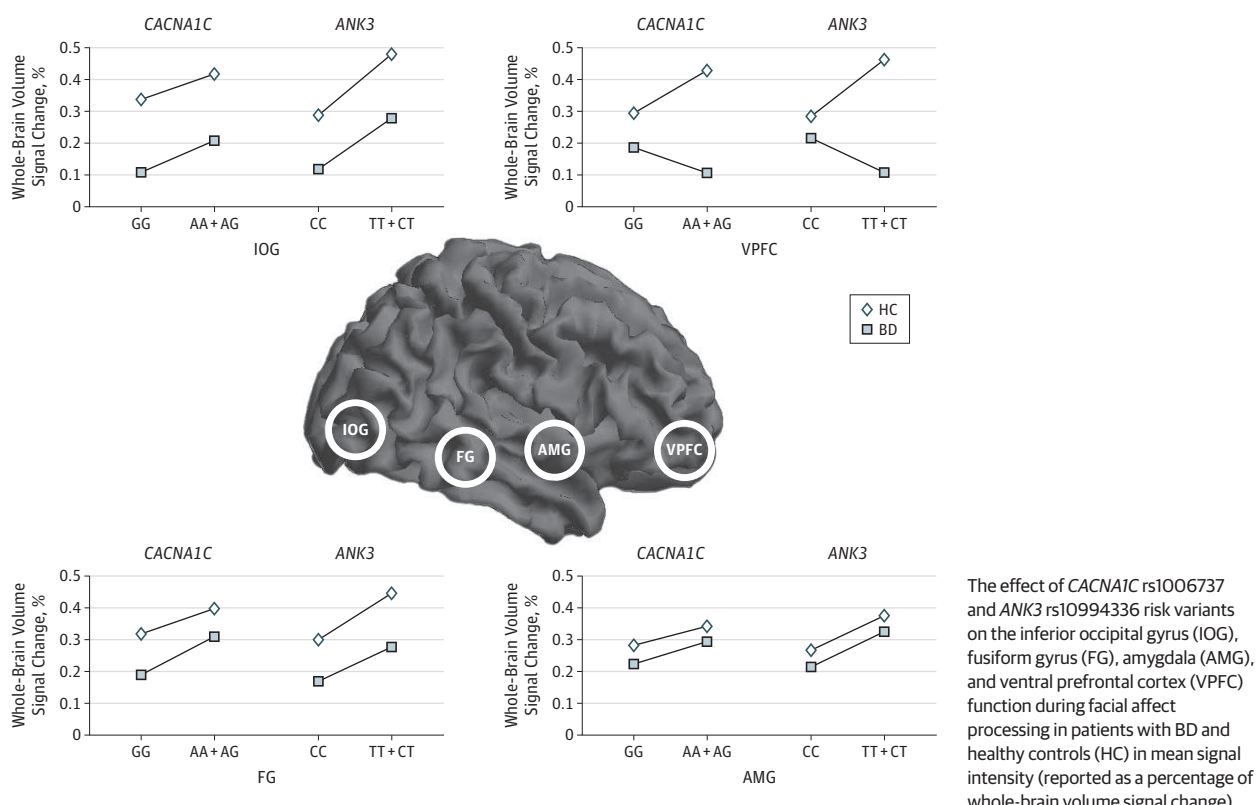 CACNA1C ANK3
Whole-Brain Volume
Signal Change, %
0.5
0.4
0.3
0.2
0.1
0
GG AA+AG CC TT+CT
IOG
CACNA1C ANK3
Whole-Brain Volume
Signal Change, %
0.5
0.4
0.3
0.2
0.1
0
GG AA+AG CC TT+CT
VPFC
HC
BD
IOG FG AMG VPFC
CACNA1C ANK3
Whole-Brain Volume
Signal Change, %
0.5
0.4
0.3
0.2
0.1
0
GG AA+AG CC TT+CT
FG
CACNA1C ANK3
Whole-Brain Volume
Signal Change, %
0.5
0.4
0.3
0.2
0.1
0
GG AA+AG CC TT+CT
AMG
The effect of CACNA1C rs1006737
and ANK3 rs10994336 risk variants
on the inferior occipital gyrus (IOG),
fusiform gyrus (FG), amygdala (AMG),
and ventral prefrontal cortex (VPFC)
function during facial affect
processing in patients with BD and
healthy controls (HC) in mean signal
intensity (reported as a percentage of
whole-brain volume signal change)